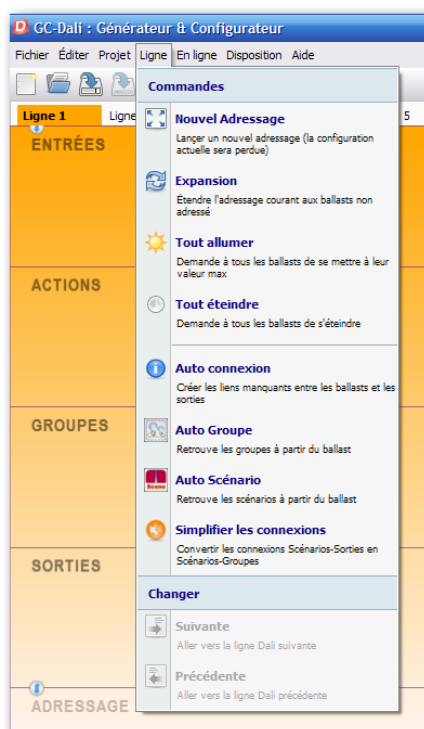 GC-Dali : Générateur & Configurateur
Fichier Éditer Projet Ligne En ligne Disposition Aide
Commandes
Ligne 1 Ligne 5
ENTRÉES
Nouvel Adressage
Lançer un nouvel adressage (la configuration
actuelle sera perdue)
Expansion
Étendre l'adressage courant aux ballasts non
adressé
Tout allumer
Demande à tous les ballasts de se mettre à leur
valeur max
ACTIONS
Tout éteindre
Demande à tous les ballasts de s'éteindre
Auto connexion
Créer les liens manquants entre les ballasts et les
sorties
GROUPES
Auto Groupe
Retrouve les groupes à partir du ballast
Auto Scénario
Retrouve les scénarios à partir du ballast
Simplifier les connexions
Convertir les connexions Scénarios-Sorties en
Scénarios-Groupes
SORTIES
Changer
Suivante
Aller vers la ligne Dali suivante
Précédente
Aller vers la ligne Dali précédente
ADRESSAGE